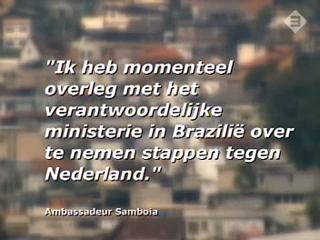 "Ik heb momenteel
overleg met het
verantwoordelijke
ministerie in Brazilië over
te nemen stappen tegen
Nederland."
Ambassadeur Samboia